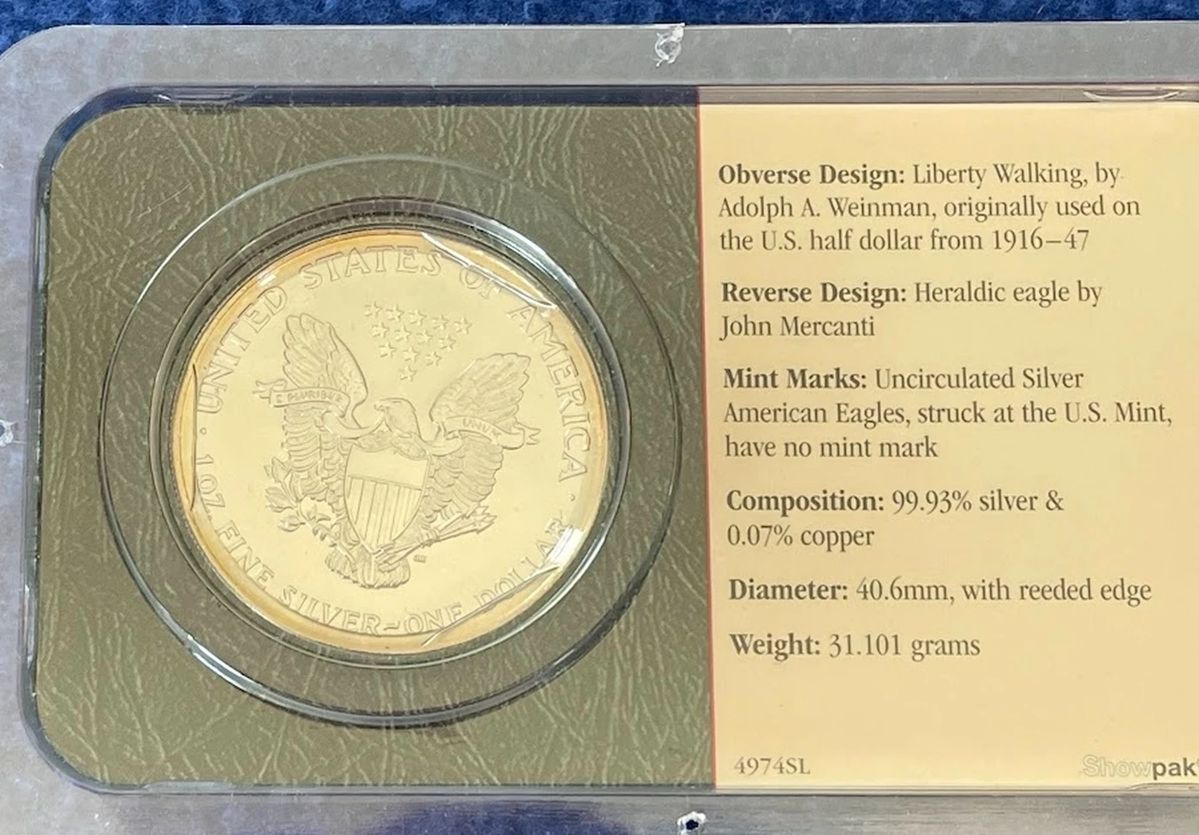 UNITED STATES OF AMERICA
E PLURIBUS
UNUM
· 1 OZ FINE SILVER~ONE DOLLAR ·
Obverse Design: Liberty Walking, by
Adolph A. Weinman, originally used on
the U.S. half dollar from 1916–47
Reverse Design: Heraldic eagle by
John Mercanti
Mint Marks: Uncirculated Silver
American Eagles, struck at the U.S. Mint,
have no mint mark
Composition: 99.93% silver &
0.07% copper
Diameter: 40.6mm, with reeded edge
Weight: 31.101 grams
4974SL
Showpak